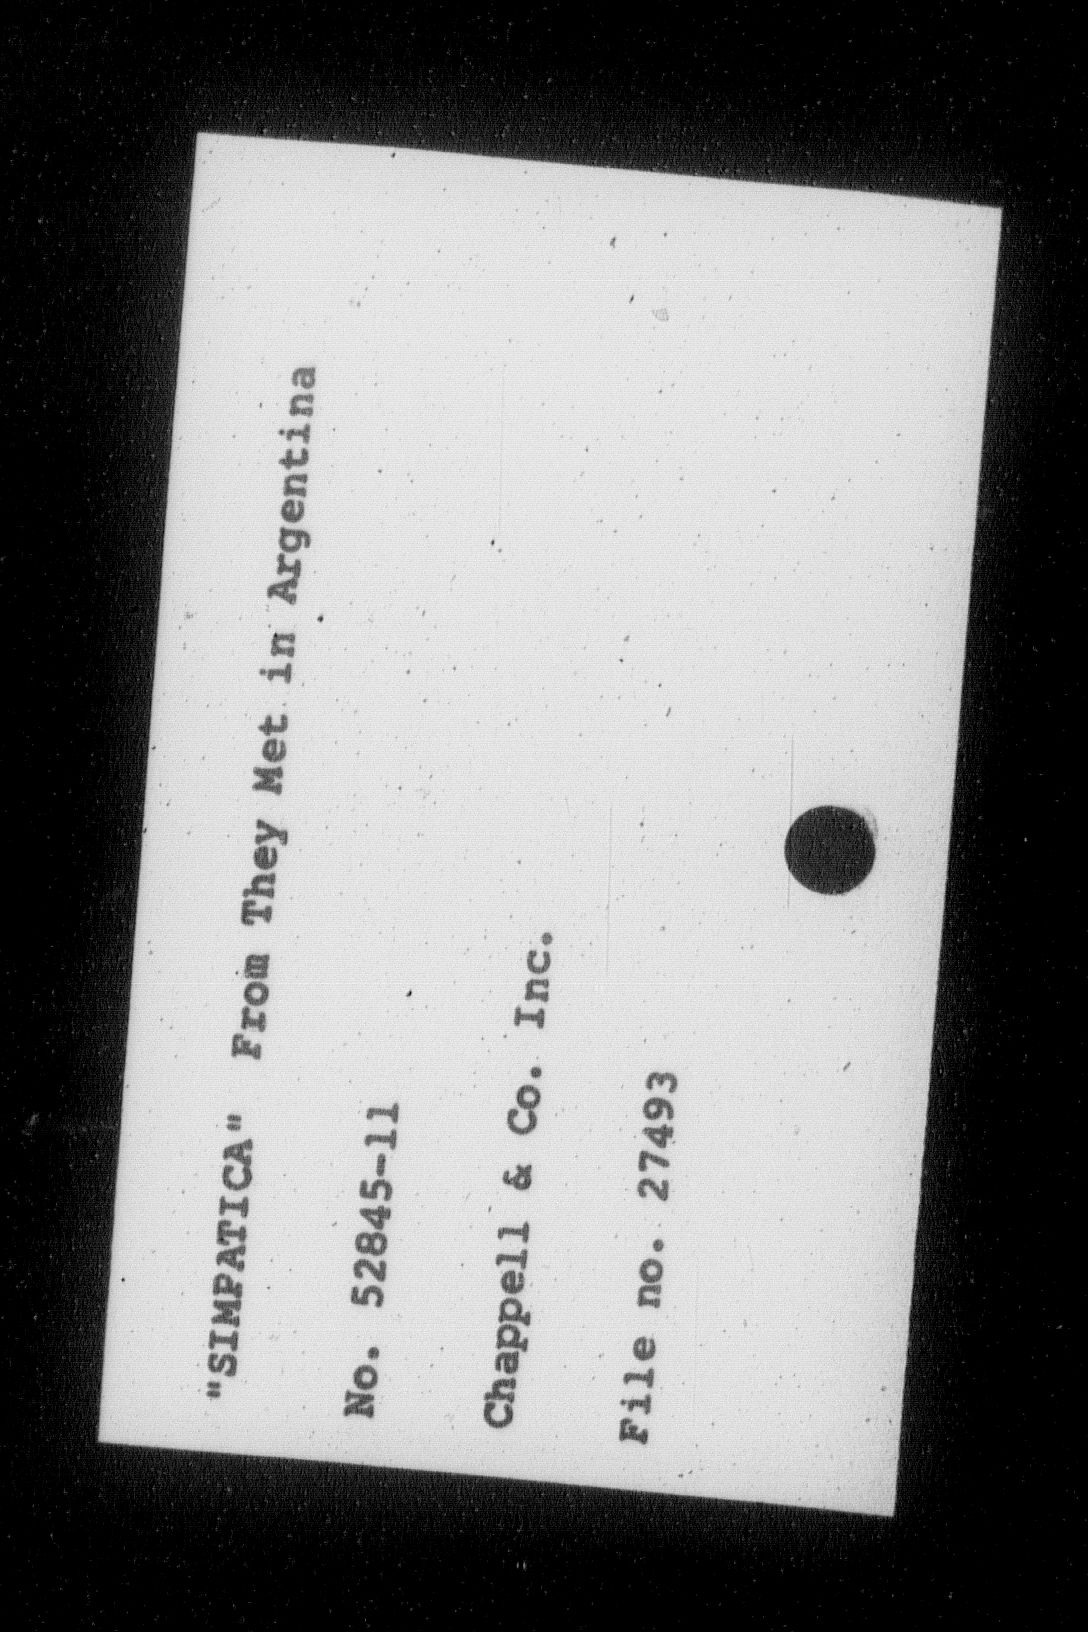 "SIMPATICA" From They Met in Argentina
No. 52845-11
Chappell & Co. Inc.
File no. 27493